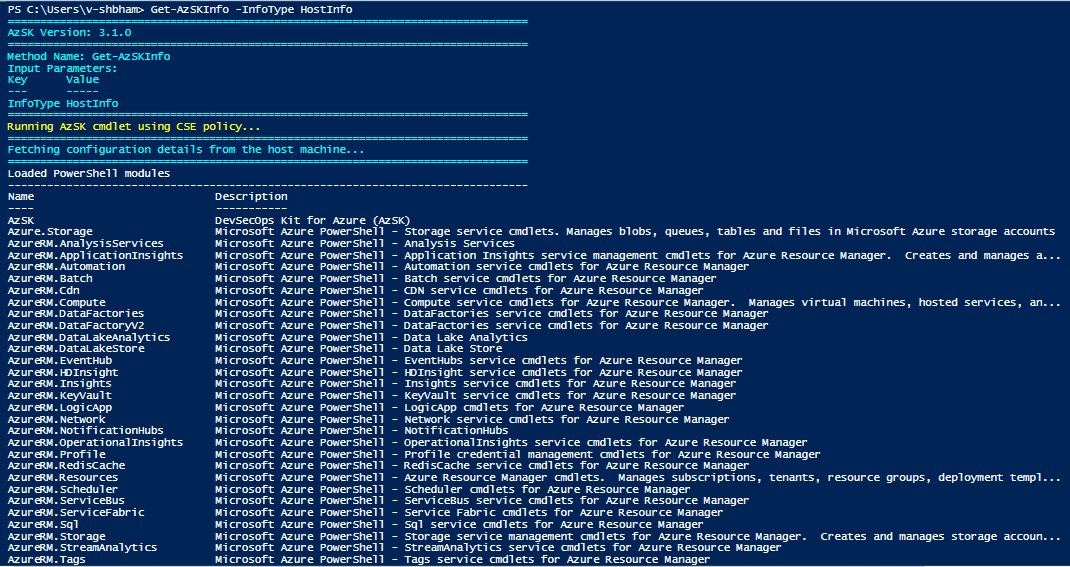 PS C:\Users\v-shbham> Get-AzSKInfo -InfoType HostInfo
================================================================================
AzSK Version: 3.1.0
================================================================================
Method Name: Get-AzSKInfo
Input Parameters:
Key      Value
---      -----
InfoType HostInfo
================================================================================
Running AzSK cmdlet using CSE policy...
================================================================================
Fetching configuration details from the host machine...
================================================================================
Loaded PowerShell modules
--------------------------------------------------------------------------------
Name                            Description
----                            -----------
AzSK                            DevSecOps Kit for Azure (AzSK)
Azure.Storage                   Microsoft Azure PowerShell - Storage service cmdlets. Manages blobs, queues, tables and files in Microsoft Azure storage accounts
AzureRM.AnalysisServices        Microsoft Azure PowerShell - Analysis Services
AzureRM.ApplicationInsights     Microsoft Azure PowerShell - Application Insights service management cmdlets for Azure Resource Manager.  Creates and manages a...
AzureRM.Automation              Microsoft Azure PowerShell - Automation service cmdlets for Azure Resource Manager
AzureRM.Batch                   Microsoft Azure PowerShell - Batch service cmdlets for Azure Resource Manager
AzureRM.Cdn                     Microsoft Azure PowerShell - CDN service cmdlets for Azure Resource Manager
AzureRM.Compute                 Microsoft Azure PowerShell - Compute service cmdlets for Azure Resource Manager.  Manages virtual machines, hosted services, an...
AzureRM.DataFactories           Microsoft Azure PowerShell - DataFactories service cmdlets for Azure Resource Manager
AzureRM.DataFactoryV2           Microsoft Azure PowerShell - DataFactories service cmdlets for Azure Resource Manager
AzureRM.DataLakeAnalytics       Microsoft Azure PowerShell - Data Lake Analytics
AzureRM.DataLakeStore           Microsoft Azure PowerShell - Data Lake Store
AzureRM.EventHub                Microsoft Azure PowerShell - EventHubs service cmdlets for Azure Resource Manager
AzureRM.HDInsight               Microsoft Azure PowerShell - HDInsight service cmdlets for Azure Resource Manager
AzureRM.Insights                Microsoft Azure PowerShell - Insights service cmdlets for Azure Resource Manager
AzureRM.KeyVault                Microsoft Azure PowerShell - KeyVault service cmdlets for Azure Resource Manager
AzureRM.LogicApp                Microsoft Azure PowerShell - LogicApp cmdlets for Azure Resource Manager
AzureRM.Network                 Microsoft Azure PowerShell - Network service cmdlets for Azure Resource Manager
AzureRM.NotificationHubs        Microsoft Azure PowerShell - NotificationHubs
AzureRM.OperationalInsights     Microsoft Azure PowerShell - OperationalInsights service cmdlets for Azure Resource Manager
AzureRM.Profile                 Microsoft Azure PowerShell - Profile credential management cmdlets for Azure Resource Manager
AzureRM.RedisCache              Microsoft Azure PowerShell - RedisCache service cmdlets for Azure Resource Manager
AzureRM.Resources               Microsoft Azure PowerShell - Azure Resource Manager cmdlets.  Manages subscriptions, tenants, resource groups, deployment templ...
AzureRM.Scheduler               Microsoft Azure PowerShell - Scheduler cmdlets for Azure Resource Manager
AzureRM.ServiceBus              Microsoft Azure PowerShell - ServiceBus service cmdlets for Azure Resource Manager
AzureRM.ServiceFabric           Microsoft Azure PowerShell - Service Fabric cmdlets for Azure Resource Manager
AzureRM.Sql                     Microsoft Azure PowerShell - Sql service cmdlets for Azure Resource Manager
AzureRM.Storage                 Microsoft Azure PowerShell - Storage service management cmdlets for Azure Resource Manager.  Creates and manages storage accoun...
AzureRM.StreamAnalytics         Microsoft Azure PowerShell - StreamAnalytics service cmdlets for Azure Resource Manager
AzureRM.Tags                    Microsoft Azure PowerShell - Tags service cmdlets for Azure Resource Manager